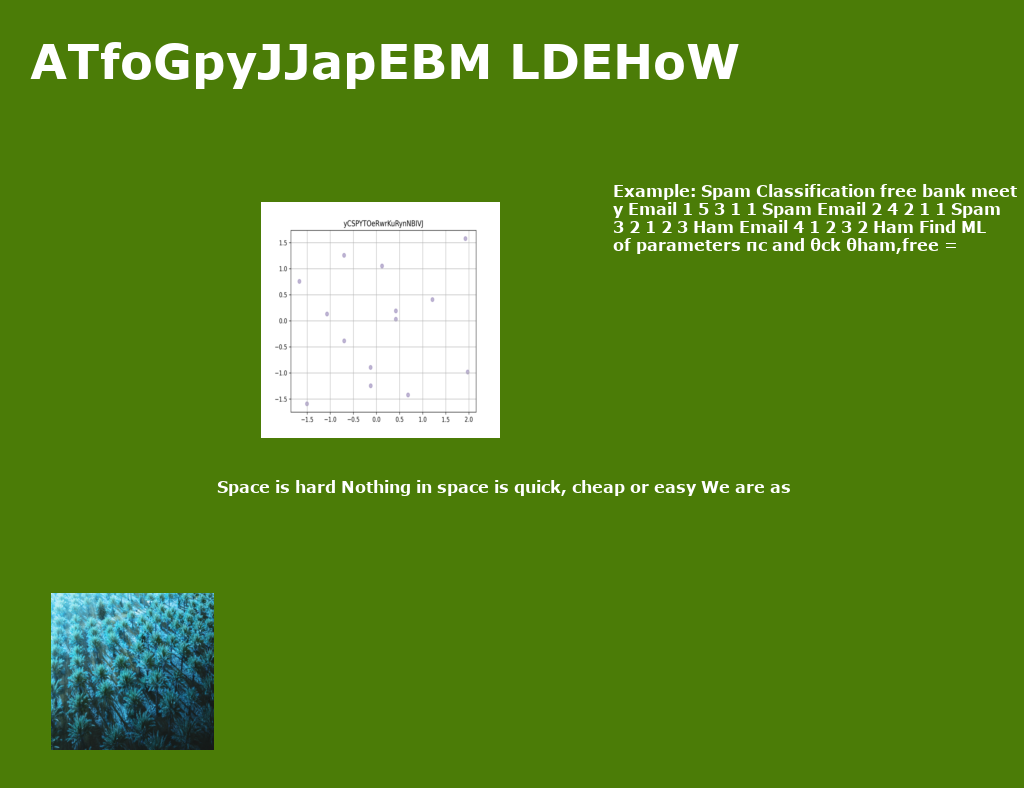 ATfoGpyJJapEBM LDEHoW
Example: Spam Classification free bank meet
y Email 1 5 3 1 1 Spam Email 2 4 2 1 1 Spam
3 2 1 2 3 Ham Email 4 1 2 3 2 Ham Find ML
of parameters πc and θck θham,free =
yCSPYTOeRwrKuRynNBIVJ
1.5
1.0
0.5
0.0
−0.5
−1.0
−1.5
−1.5 −1.0 −0.5 0.0 0.5 1.0 1.5 2.0
Space is hard Nothing in space is quick, cheap or easy We are as